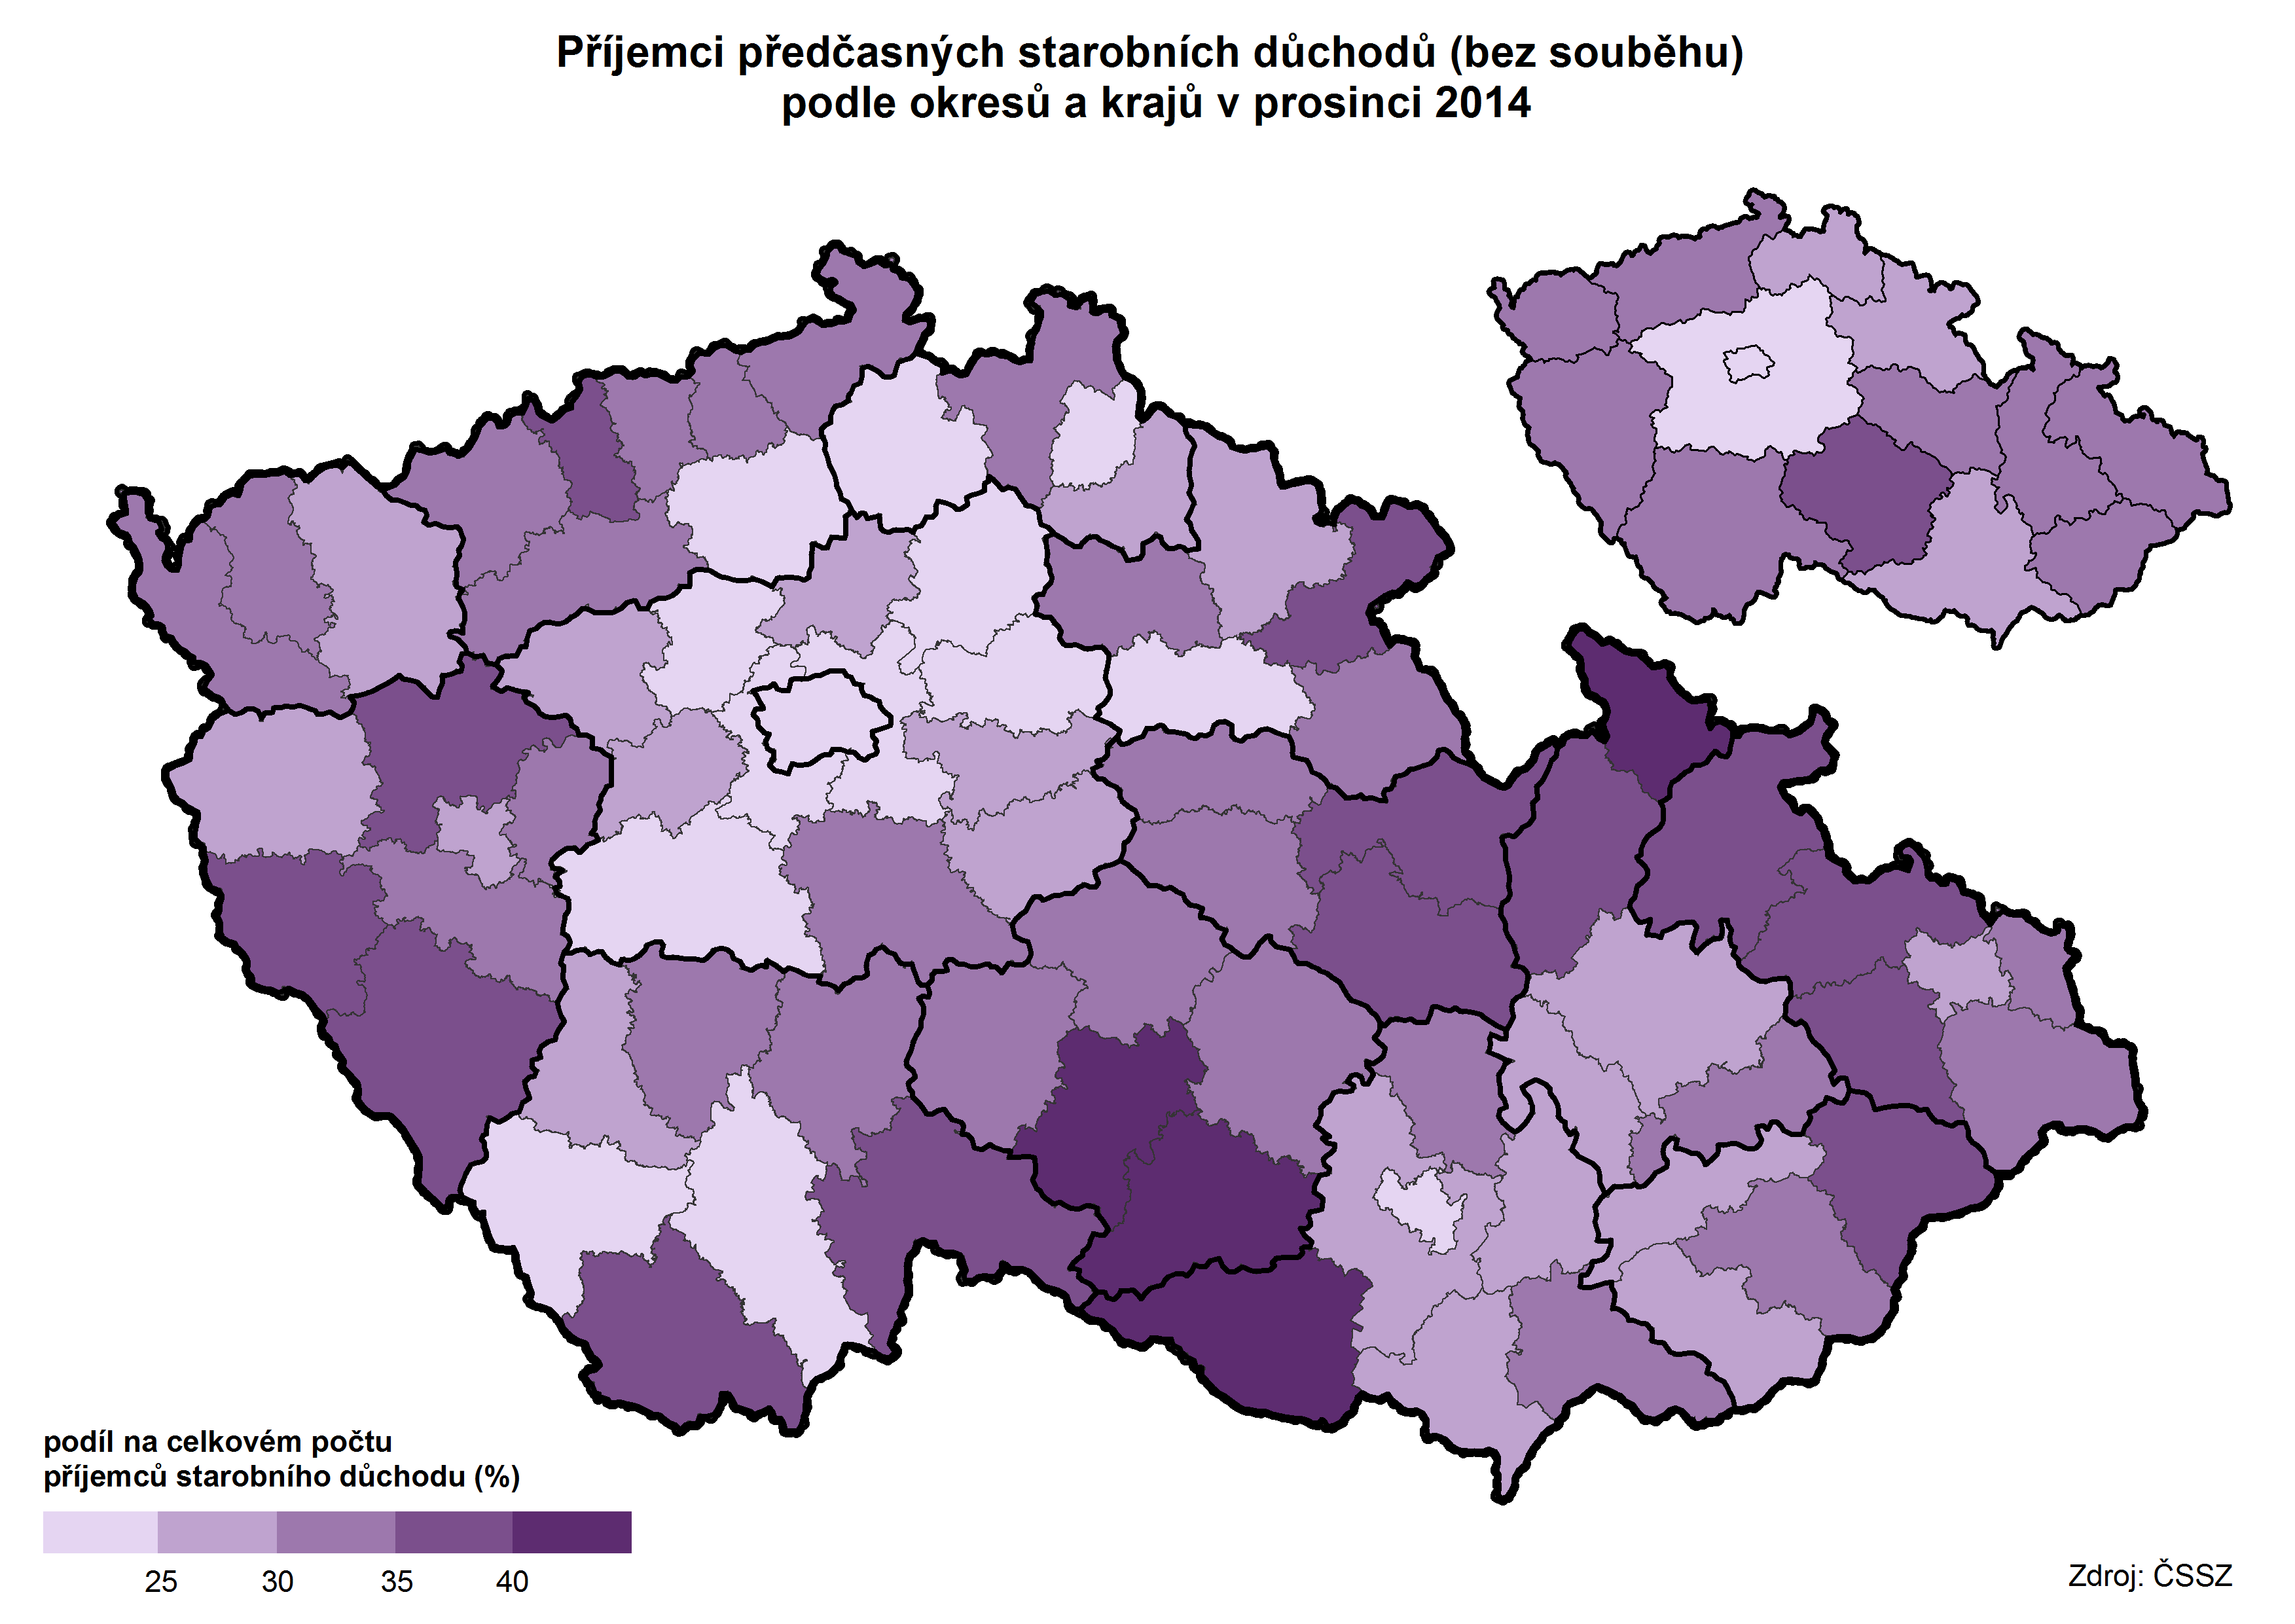 Příjemci předčasných starobních důchodů (bez souběhu)
podle okresů a krajů v prosinci 2014
podíl na celkovém počtu
příjemců starobního důchodu (%)
25 30 35 40
Zdroj: ČSSZ